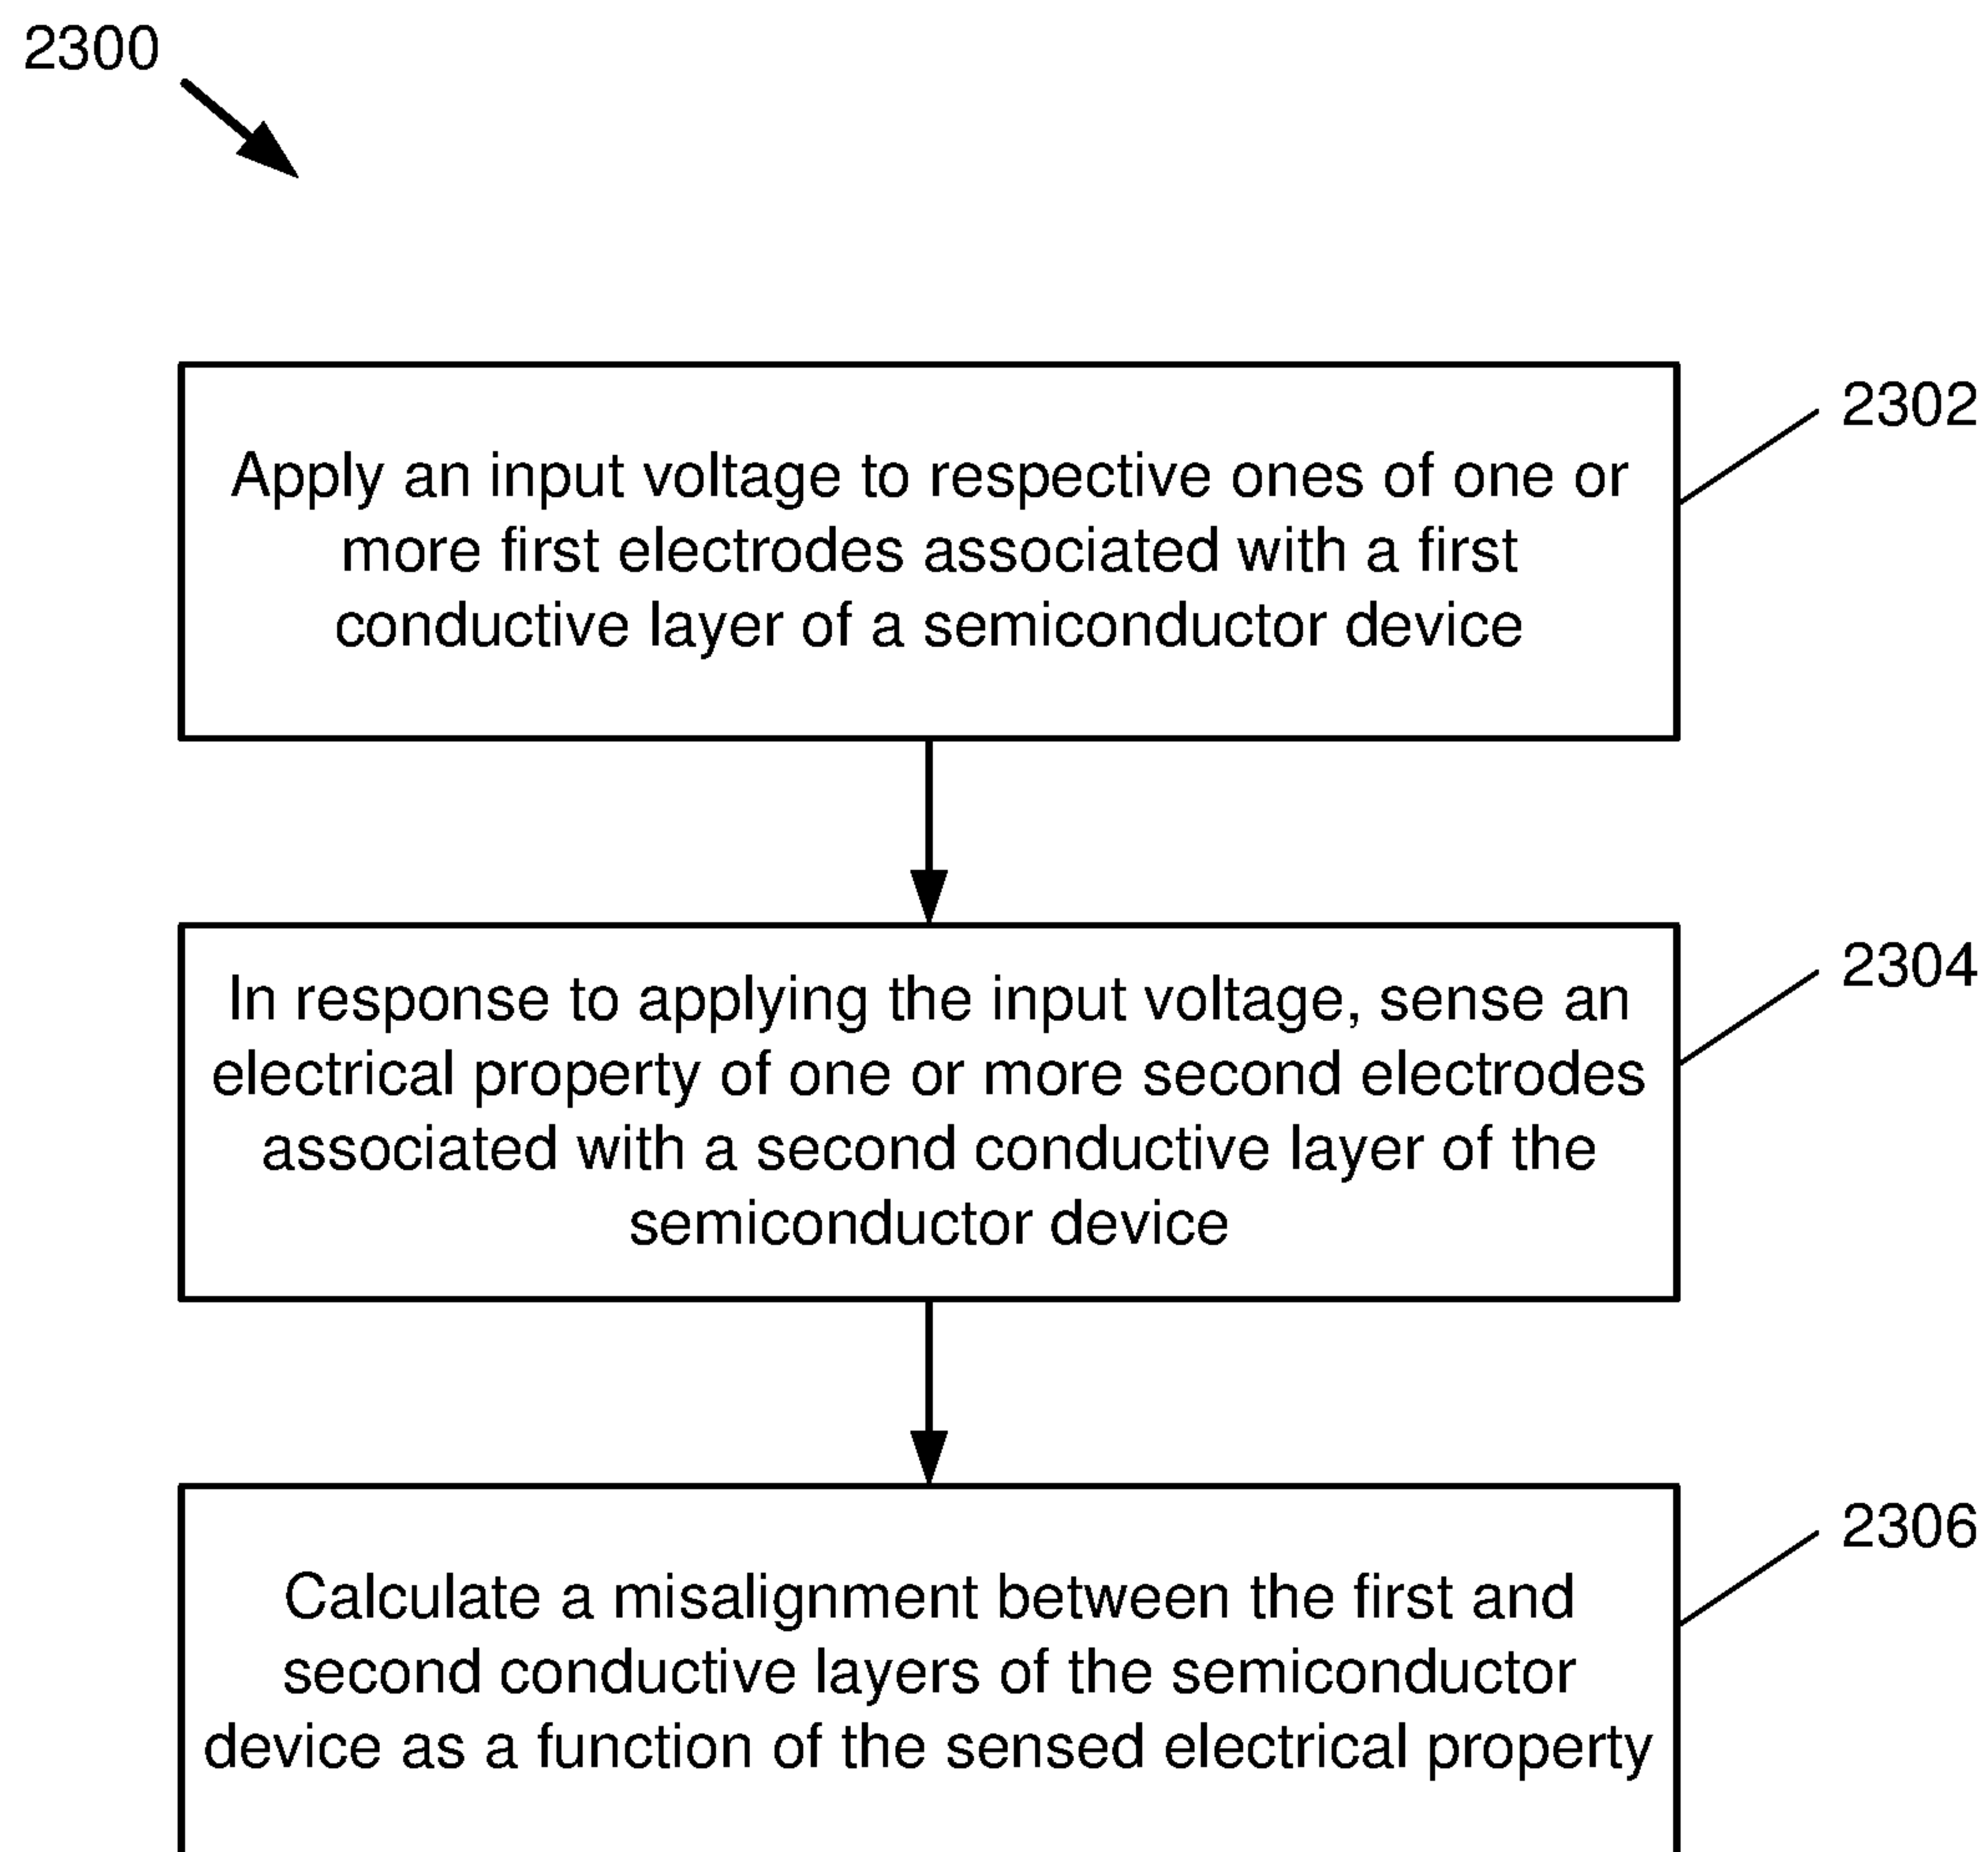 2300
Apply an input voltage to respective ones of one or
more first electrodes associated with a first
conductive layer of a semiconductor device
2302
In response to applying the input voltage, sense an
electrical property of one or more second electrodes
associated with a second conductive layer of the
semiconductor device
2304
Calculate a misalignment between the first and
second conductive layers of the semiconductor
device as a function of the sensed electrical property
2306